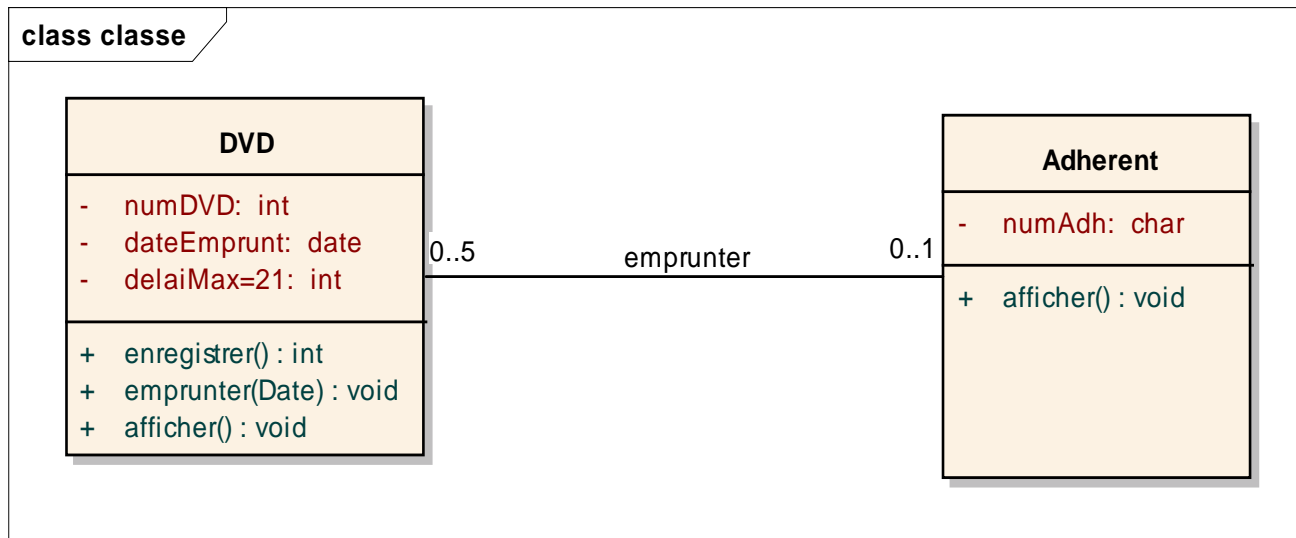 class classe
DVD
- numDVD: int
- dateEmprunt: date
- delaiMax=21: int
+ enregistrer() : int
+ emprunter(Date) : void
+ afficher() : void
0..5
emprunter
0..1
Adherent
- numAdh: char
+ afficher() : void